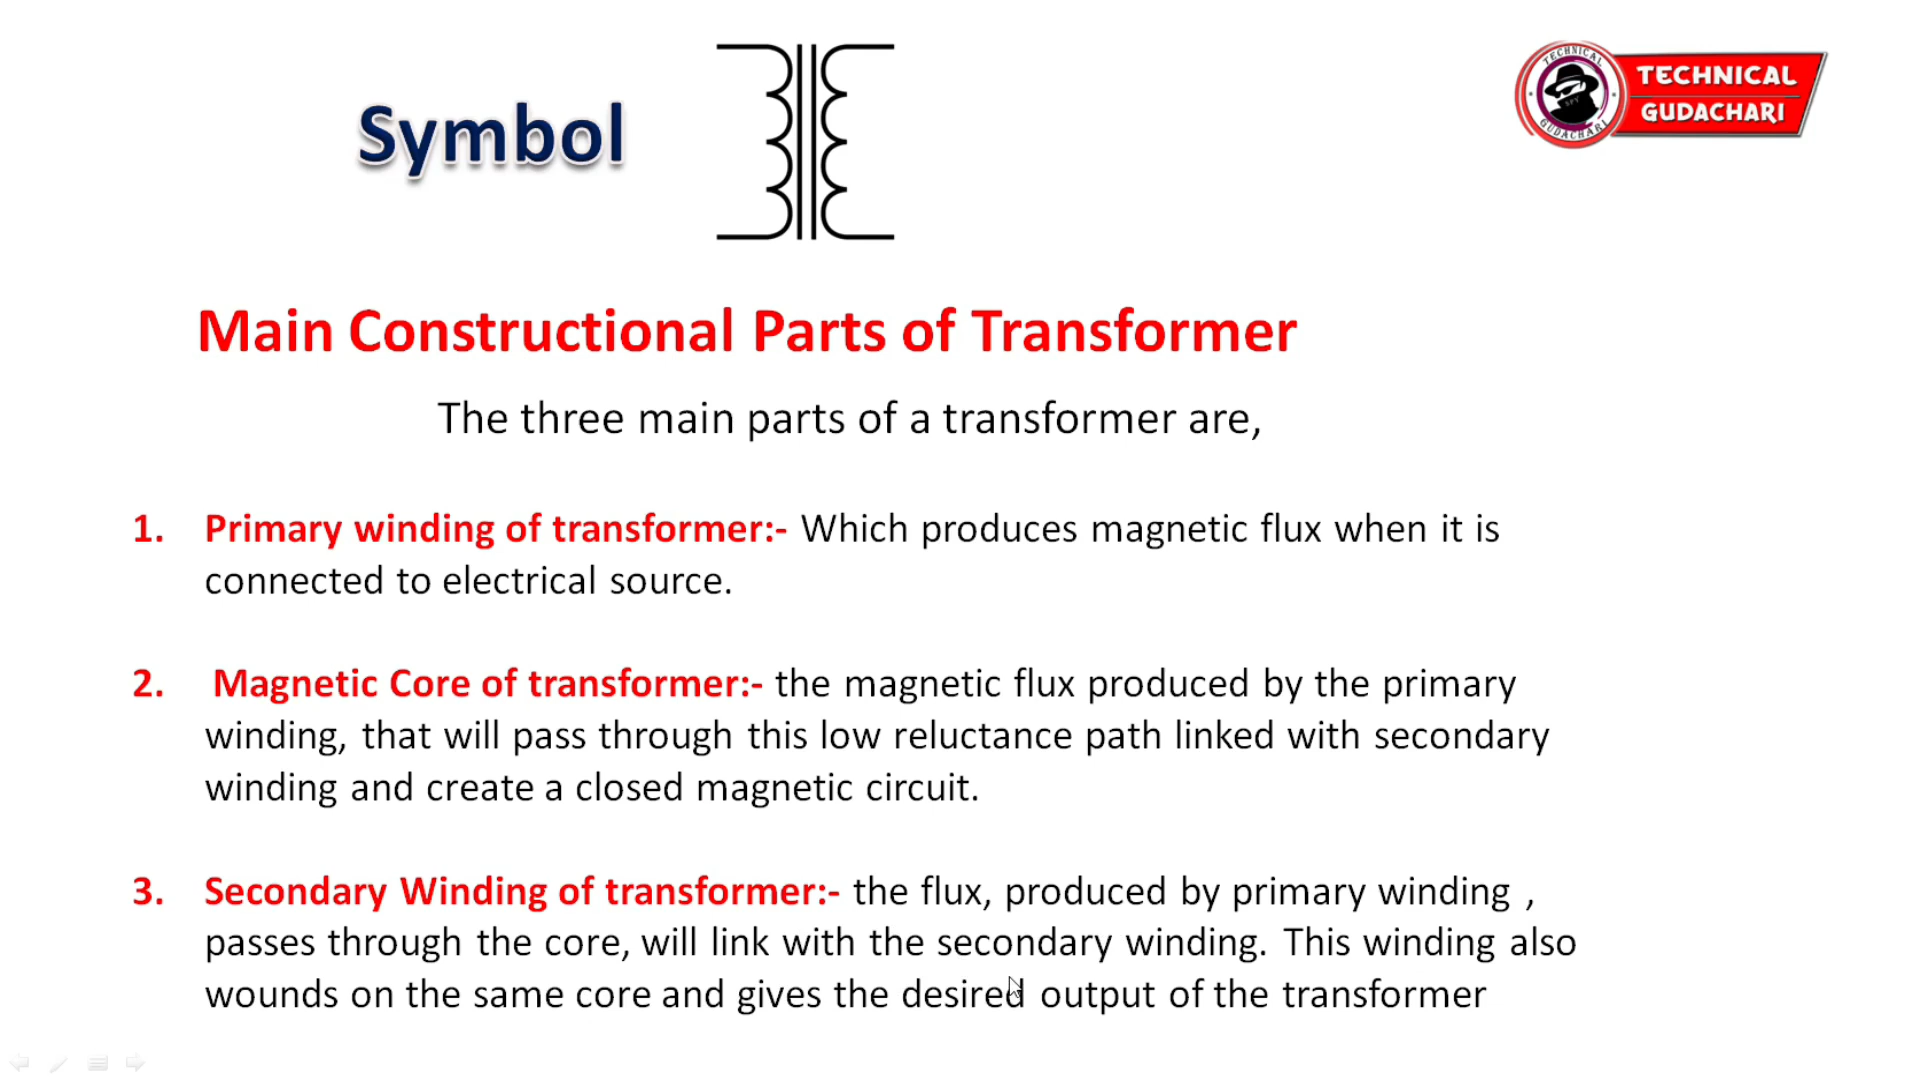 Symbol
TECHNICAL
SPY
GUDACHARI
TECHNICAL
GUDACHARI
Main Constructional Parts of Transformer
The three main parts of a transformer are,
1. Primary winding of transformer:- Which produces magnetic flux when it is
connected to electrical source.
2. Magnetic Core of transformer:- the magnetic flux produced by the primary
winding, that will pass through this low reluctance path linked with secondary
winding and create a closed magnetic circuit.
3. Secondary Winding of transformer:- the flux, produced by primary winding ,
passes through the core, will link with the secondary winding. This winding also
wounds on the same core and gives the desired output of the transformer